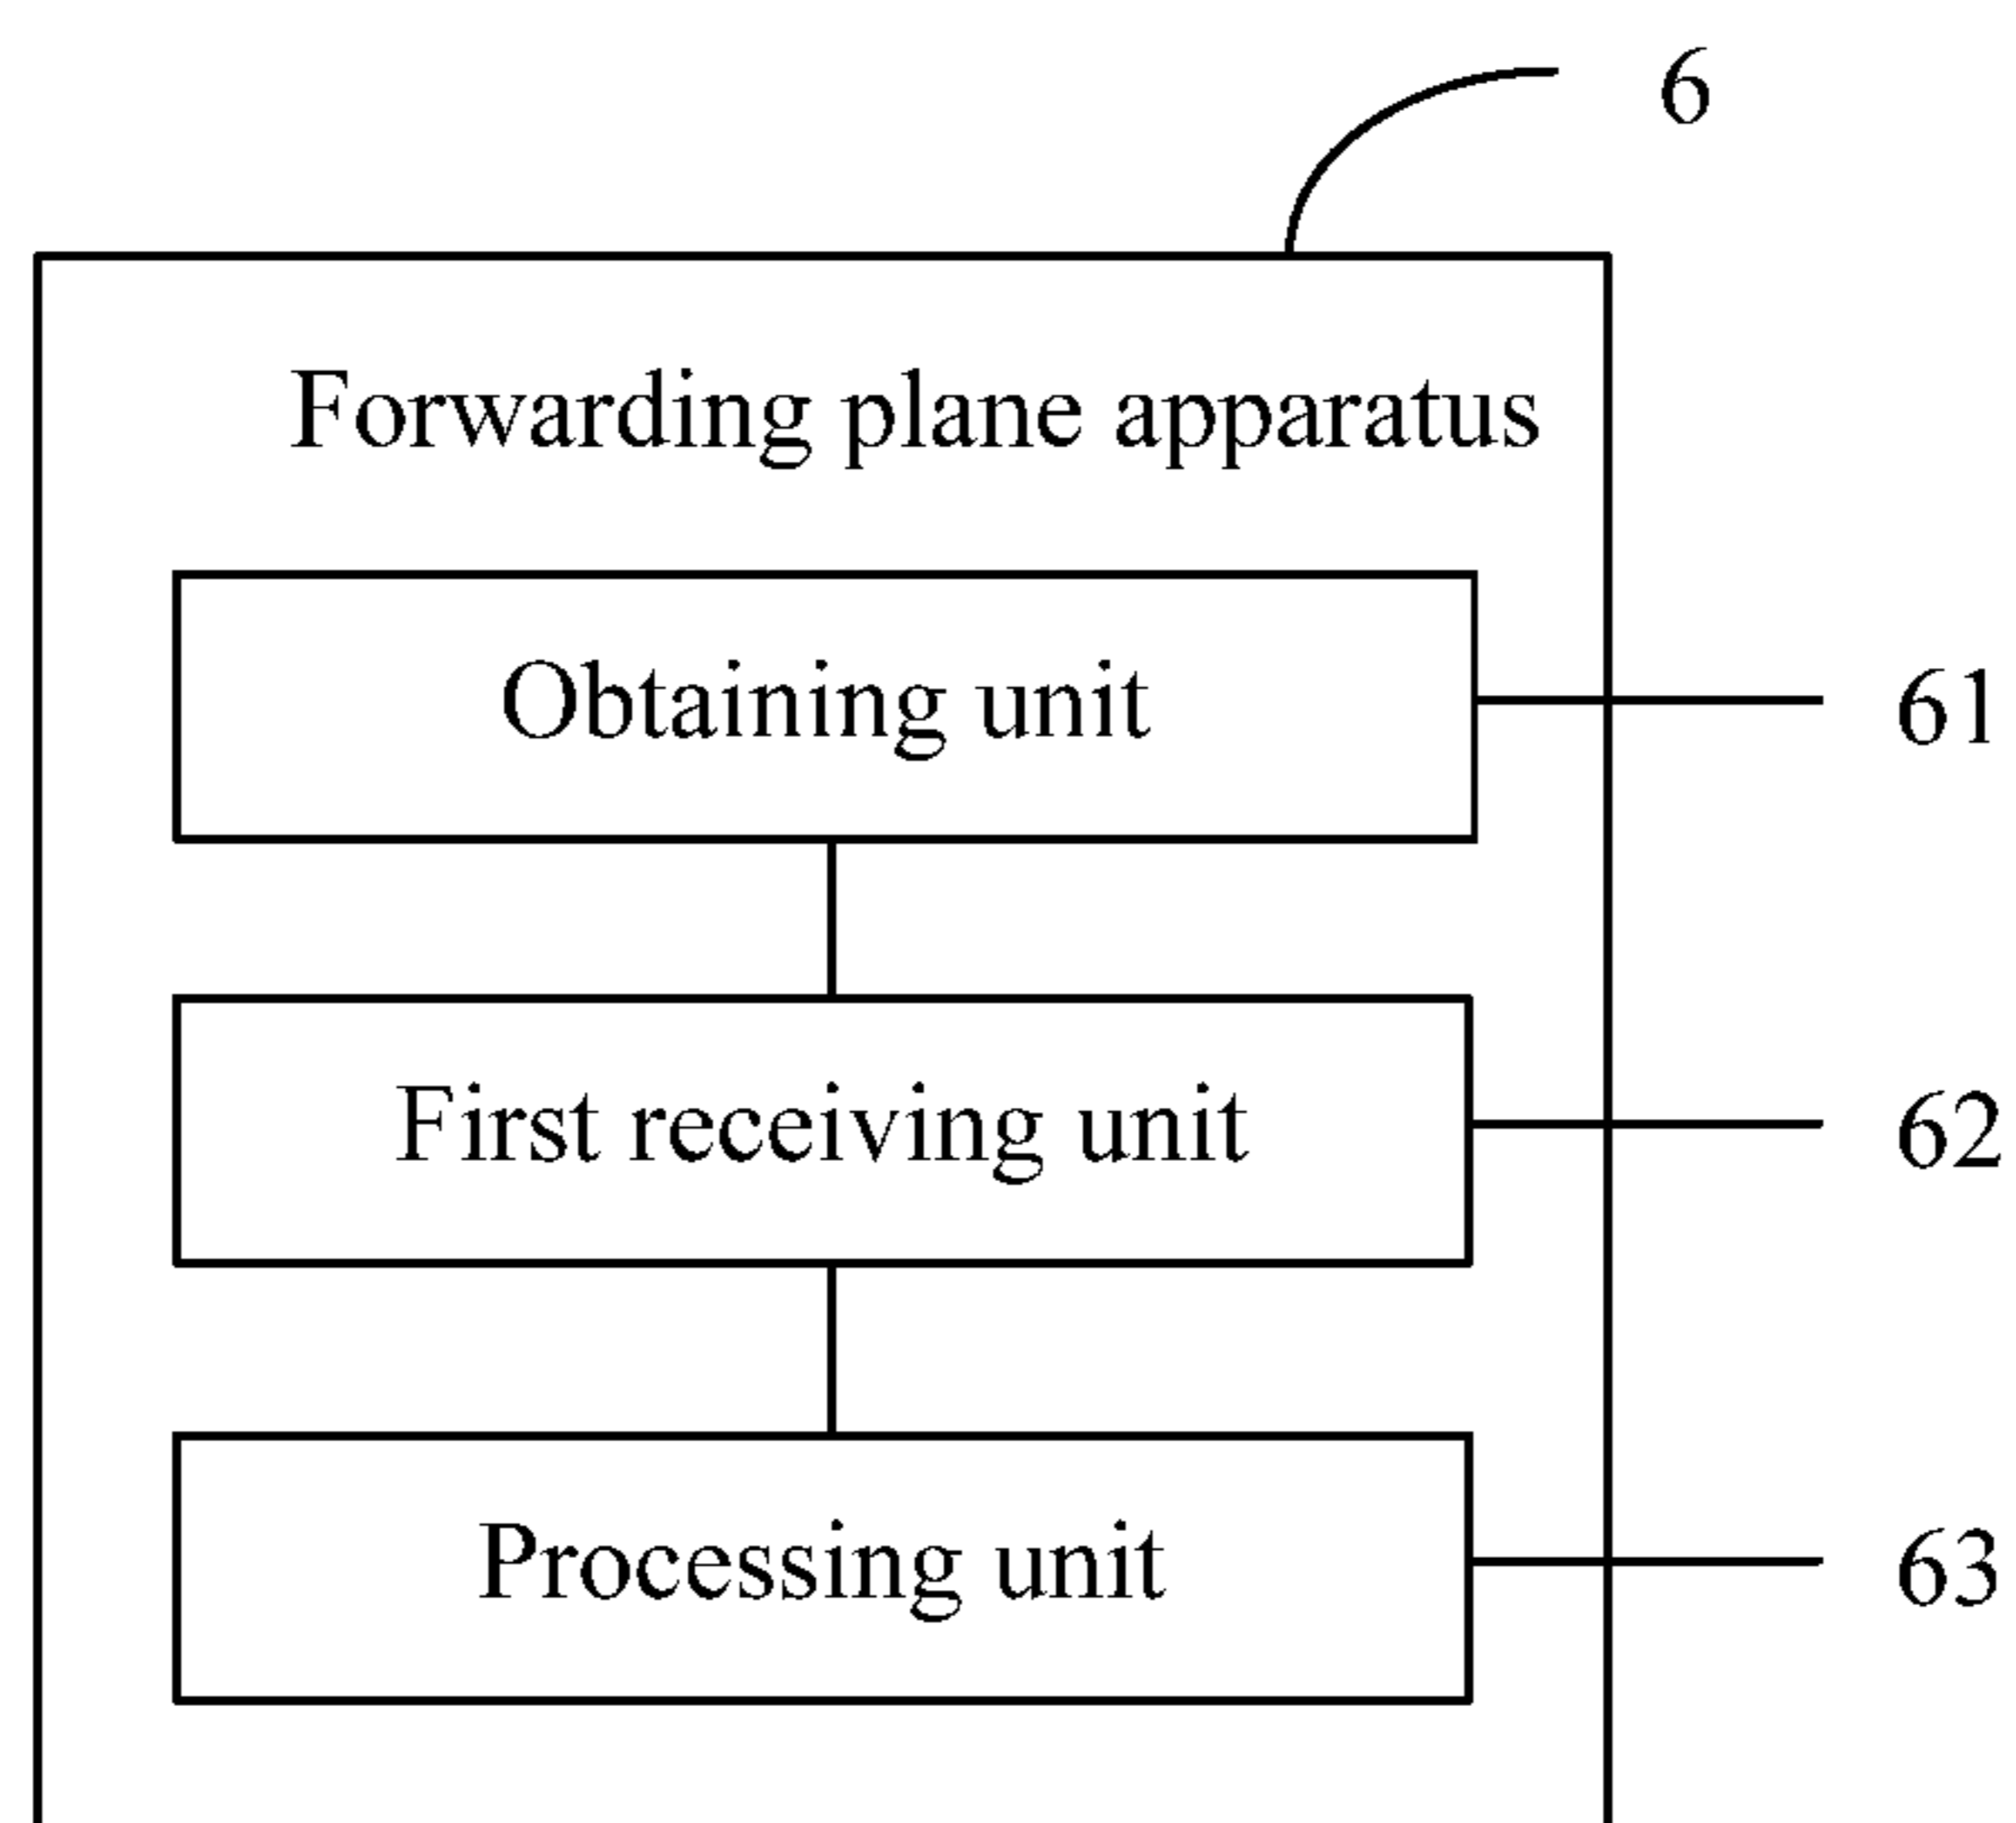 6
Forwarding plane apparatus
Obtaining unit
61
First receiving unit
62
Processing unit
63